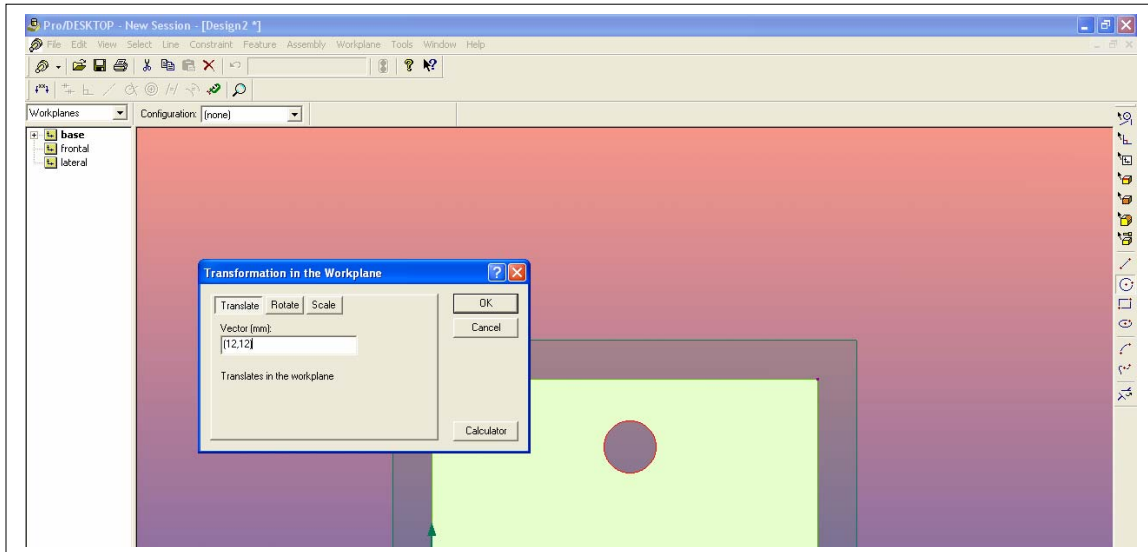 Pro/DESKTOP - New Session - [Design2 *]
File Edit View Select Line Constraint Feature Assembly Workplane Tools Window Help
Workplanes Configuration: (none)
base
frontal
lateral
Transformation in the Workplane
Translate Rotate Scale OK
Vector (mm): Cancel
(12,12)
Translates in the workplane
Calculator